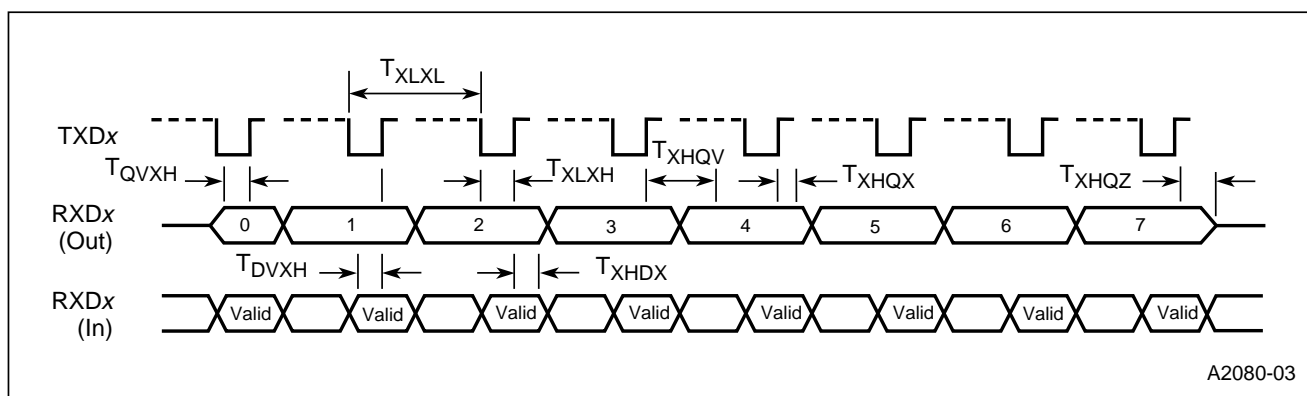 TXLXL
TXDx
TQVXH
TXLXH
TXHQV
TXHQX
TXHQZ
RXDx
(Out)
0 1 2 3 4 5 6 7
TDVXH
TXHDX
RXDx
(In)
Valid Valid Valid Valid Valid Valid Valid Valid
A2080-03